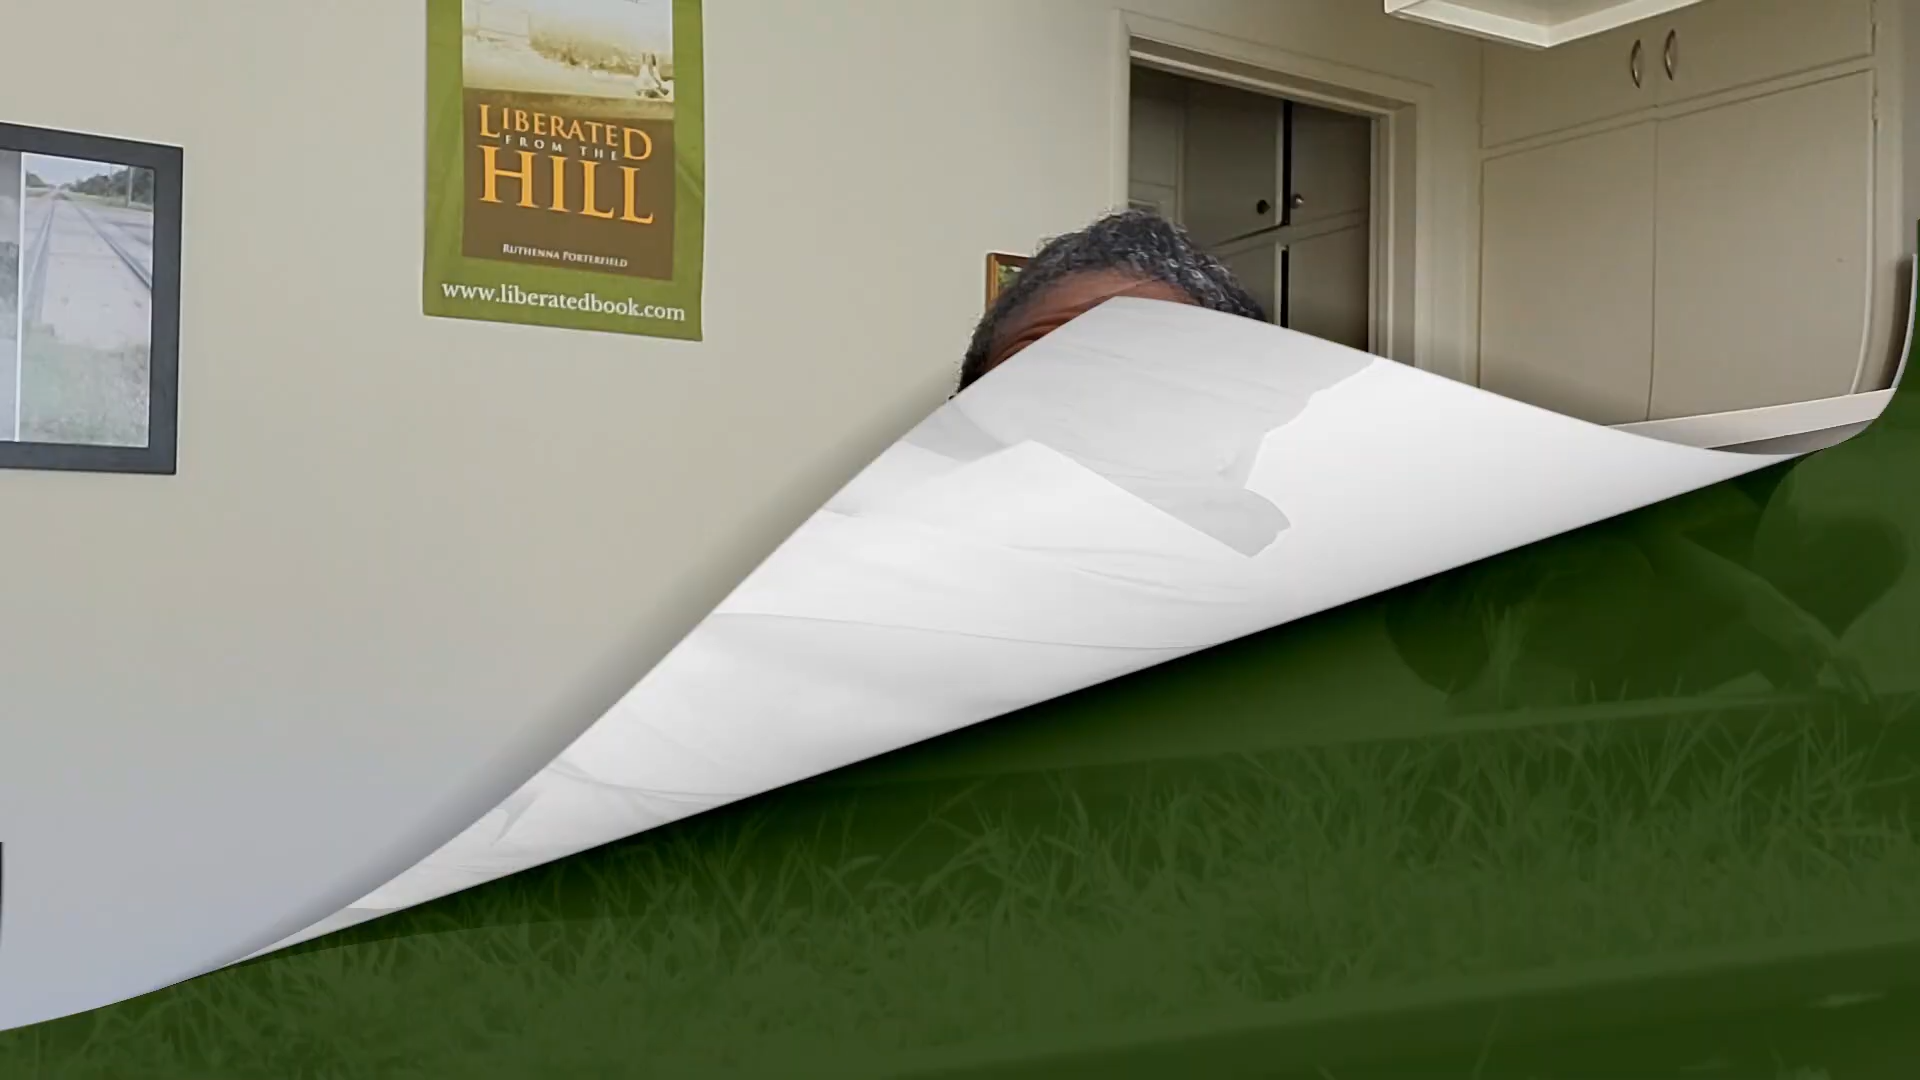 LIBERATED
FROM THE
HILL
RUTHENNA PORTERFIELD
www.liberatedbook.com